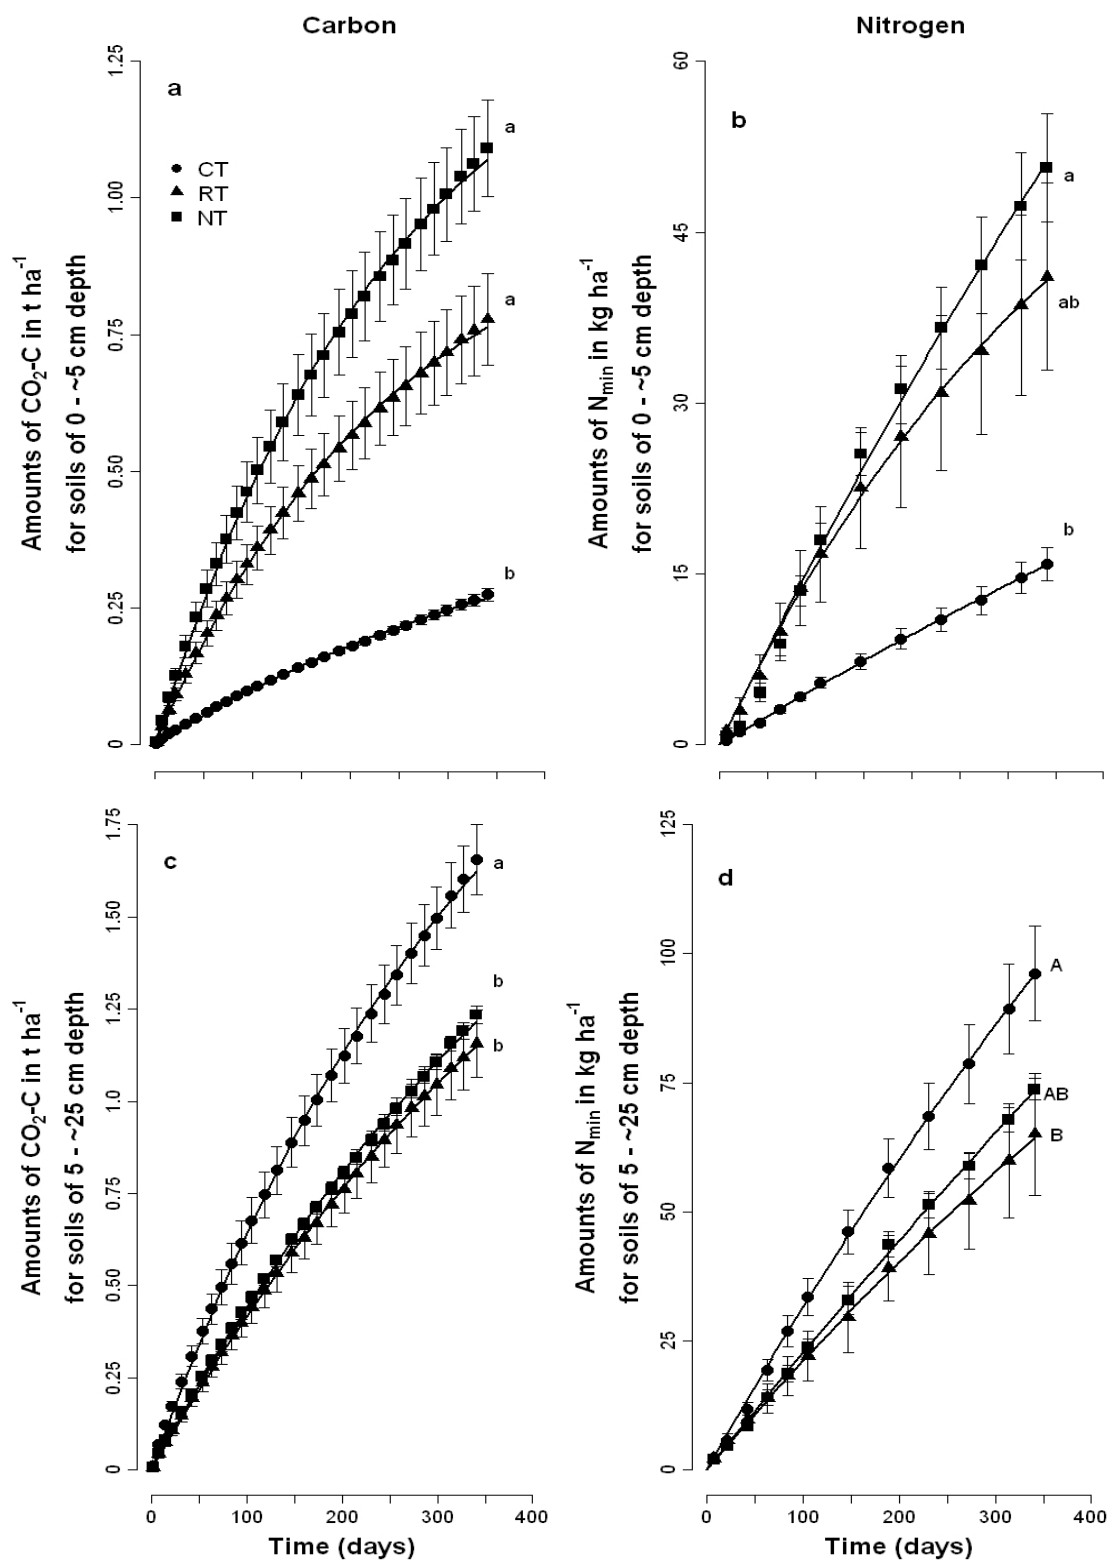 Carbon
Nitrogen
1.25
1.00
0.75
0.50
0.25
0
Amounts of CO₂-C in t ha⁻¹
for soils of 0 - ~5 cm depth
a
CT
RT
NT
a
a
b
60
45
30
15
0
Amounts of Nmin in kg ha⁻¹
for soils of 0 - ~5 cm depth
b
a
ab
b
1.75
1.50
1.25
1.0
0.75
0.50
0.25
0
Amounts of CO₂-C in t ha⁻¹
for soils of 5 - ~25 cm depth
c
a
b
b
0 100 200 300 400
Time (days)
125
100
75
50
25
0
Amounts of Nmin in kg ha⁻¹
for soils of 5 - ~25 cm depth
d
A
AB
B
0 100 200 300 400
Time (days)